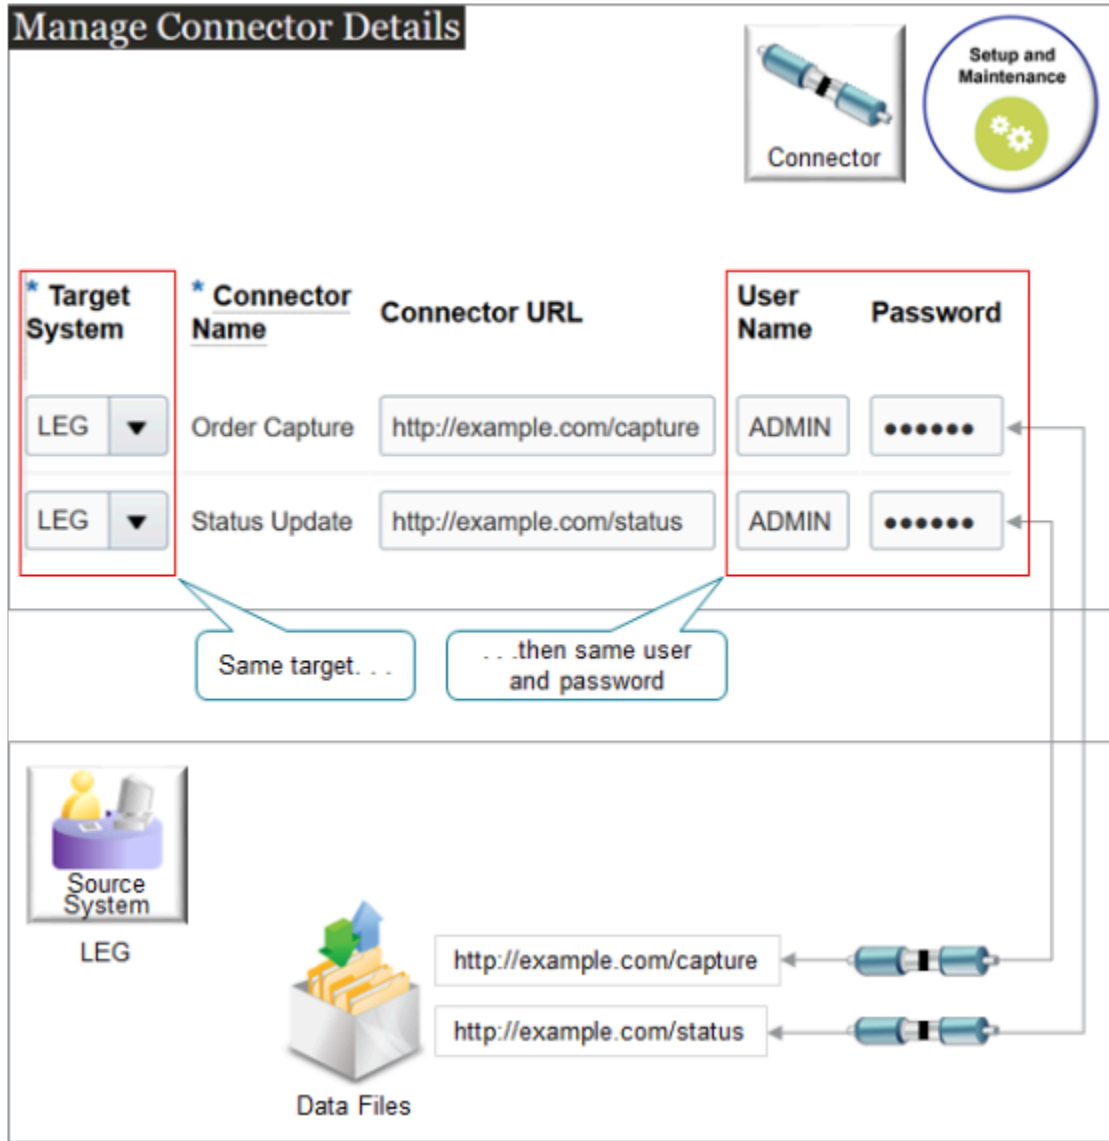 Manage Connector Details
Connector
Setup and
Maintenance
* Target
System
* Connector
Name
Connector URL
User
Name
Password
LEG
Order Capture
http://example.com/capture
ADMIN
••••••
LEG
Status Update
http://example.com/status
ADMIN
••••••
Same target. . .
. . .then same user
and password
Source
System
LEG
http://example.com/capture
http://example.com/status
Data Files